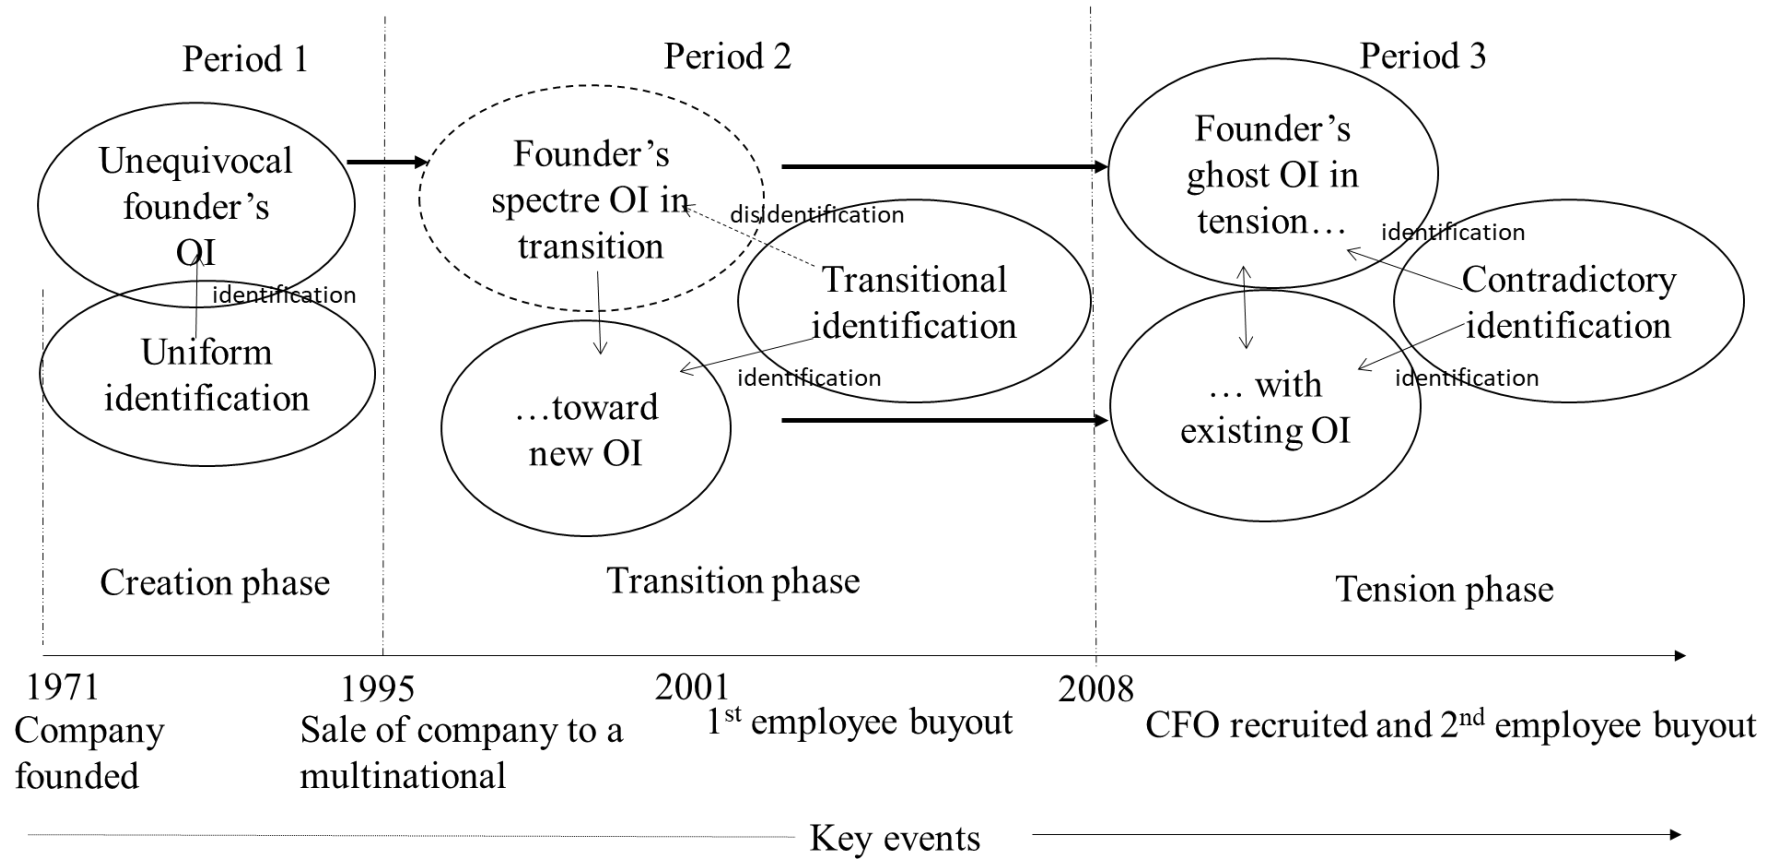 Period 1
Period 2
Period 3
Unequivocal
founder’s
OI
identification
Uniform
identification
Founder’s
spectre OI in
transition
disidentification
Transitional
identification
identification
…toward
new OI
Founder’s
ghost OI in
tension…
identification
Contradictory
identification
identification
… with
existing OI
Creation phase
Transition phase
Tension phase
1971
Company
founded
1995
Sale of company to a
multinational
2001
1st employee buyout
2008
CFO recruited and 2nd employee buyout
Key events